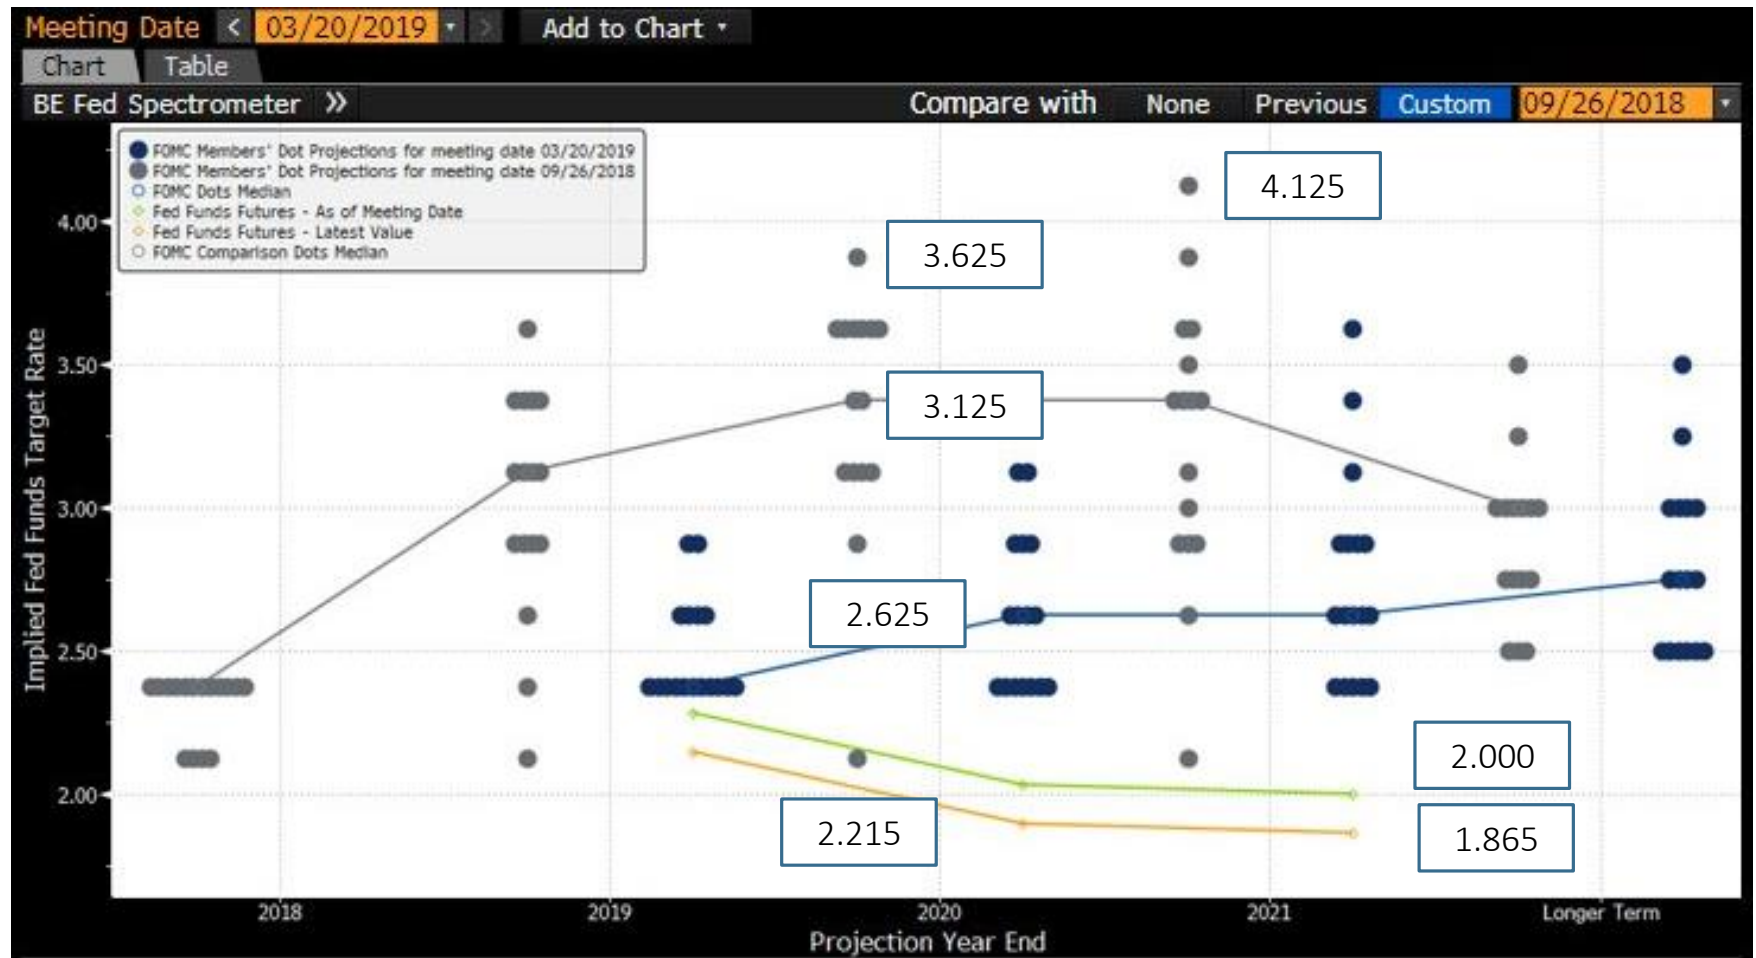 Meeting Date < 03/20/2019 > Add to Chart
Chart Table
BE Fed Spectrometer » Compare with None Previous Custom 09/26/2018
FOMC Members' Dot Projections for meeting date 03/20/2019
FOMC Members' Dot Projections for meeting date 09/26/2018
FOMC Dots Median
Fed Funds Futures - As of Meeting Date
Fed Funds Futures - Latest Value
FOMC Comparison Dots Median
4.125
4.00
3.625
3.50
3.125
3.00
2.625
2.50
2.000
2.00
2.215
1.865
Implied Fed Funds Target Rate
2018 2019 2020 2021 Longer Term
Projection Year End